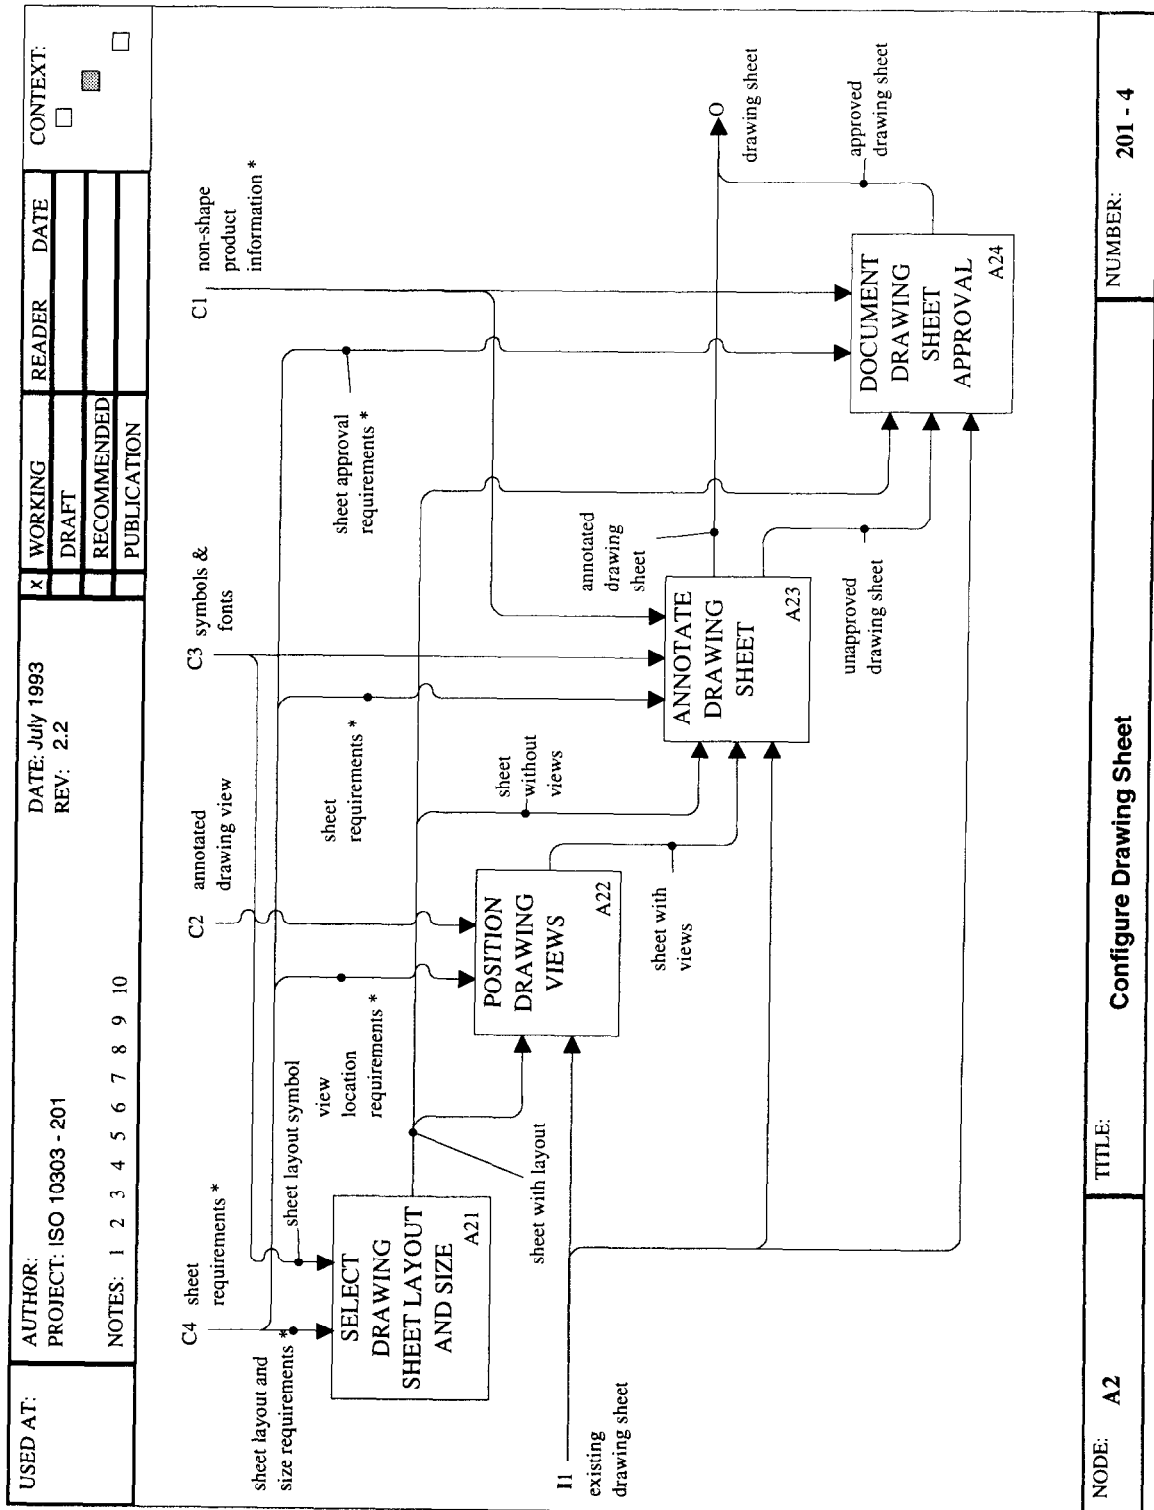 USED AT:
AUTHOR:
PROJECT: ISO 10303 - 201
NOTES: 1 2 3 4 5 6 7 8 9 10
DATE: July 1993
REV: 2.2
X WORKING
DRAFT
RECOMMENDED
PUBLICATION
READER DATE
CONTEXT:
C4
sheet
requirements *
C2
annotated
drawing view
C3
symbols &
fonts
C1
non-shape
product
information *
sheet layout and
size requirements *
sheet layout symbol
view
location
requirements *
sheet
requirements *
sheet approval
requirements *
SELECT
DRAWING
SHEET LAYOUT
AND SIZE
A21
sheet with layout
POSITION
DRAWING
VIEWS
A22
sheet
without
views
sheet with
views
ANNOTATE
DRAWING
SHEET
A23
annotated
drawing
sheet
unapproved
drawing sheet
DOCUMENT
DRAWING
SHEET
APPROVAL
A24
O
drawing sheet
approved
drawing sheet
I1
existing
drawing sheet
NODE: A2
TITLE:
Configure Drawing Sheet
NUMBER: 201 - 4